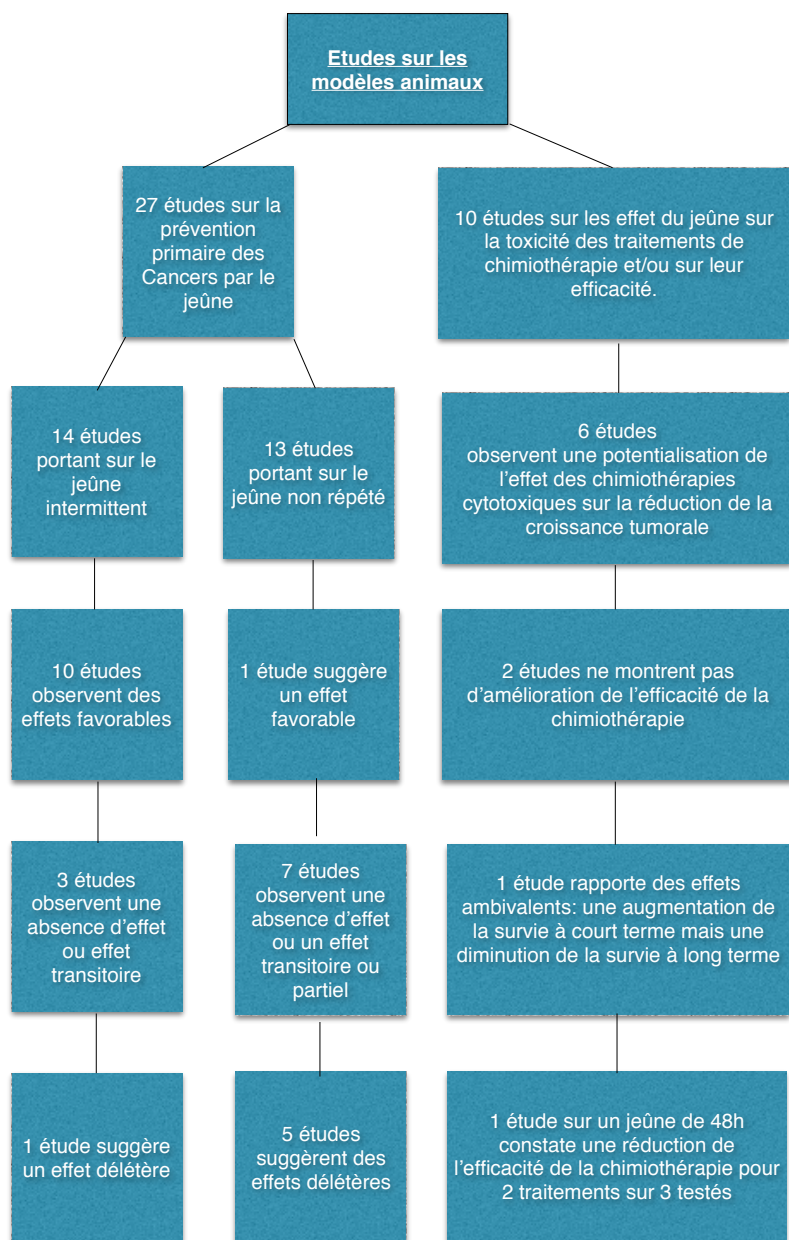 Etudes sur les
modèles animaux
27 études sur la
prévention
primaire des
Cancers par le
jeûne
10 études sur les effet du jeûne sur
la toxicité des traitements de
chimiothérapie et/ou sur leur
efficacité.
14 études
portant sur le
jeûne
intermittent
13 études
portant sur le
jeûne non répété
6 études
observent une potentialisation de
l'effet des chimiothérapies
cytotoxiques sur la réduction de la
croissance tumorale
10 études
observent des
effets favorables
1 étude suggère
un effet
favorable
2 études ne montrent pas
d'amélioration de l'efficacité de la
chimiothérapie
3 études
observent une
absence d'effet
ou effet
transitoire
7 études
observent une
absence d'effet
ou un effet
transitoire ou
partiel
1 étude rapporte des effets
ambivalents: une augmentation de
la survie à court terme mais une
diminution de la survie à long terme
1 étude suggère
un effet délétère
5 études
suggèrent des
effets délétères
1 étude sur un jeûne de 48h
constate une réduction de
l'efficacité de la chimiothérapie pour
2 traitements sur 3 testés